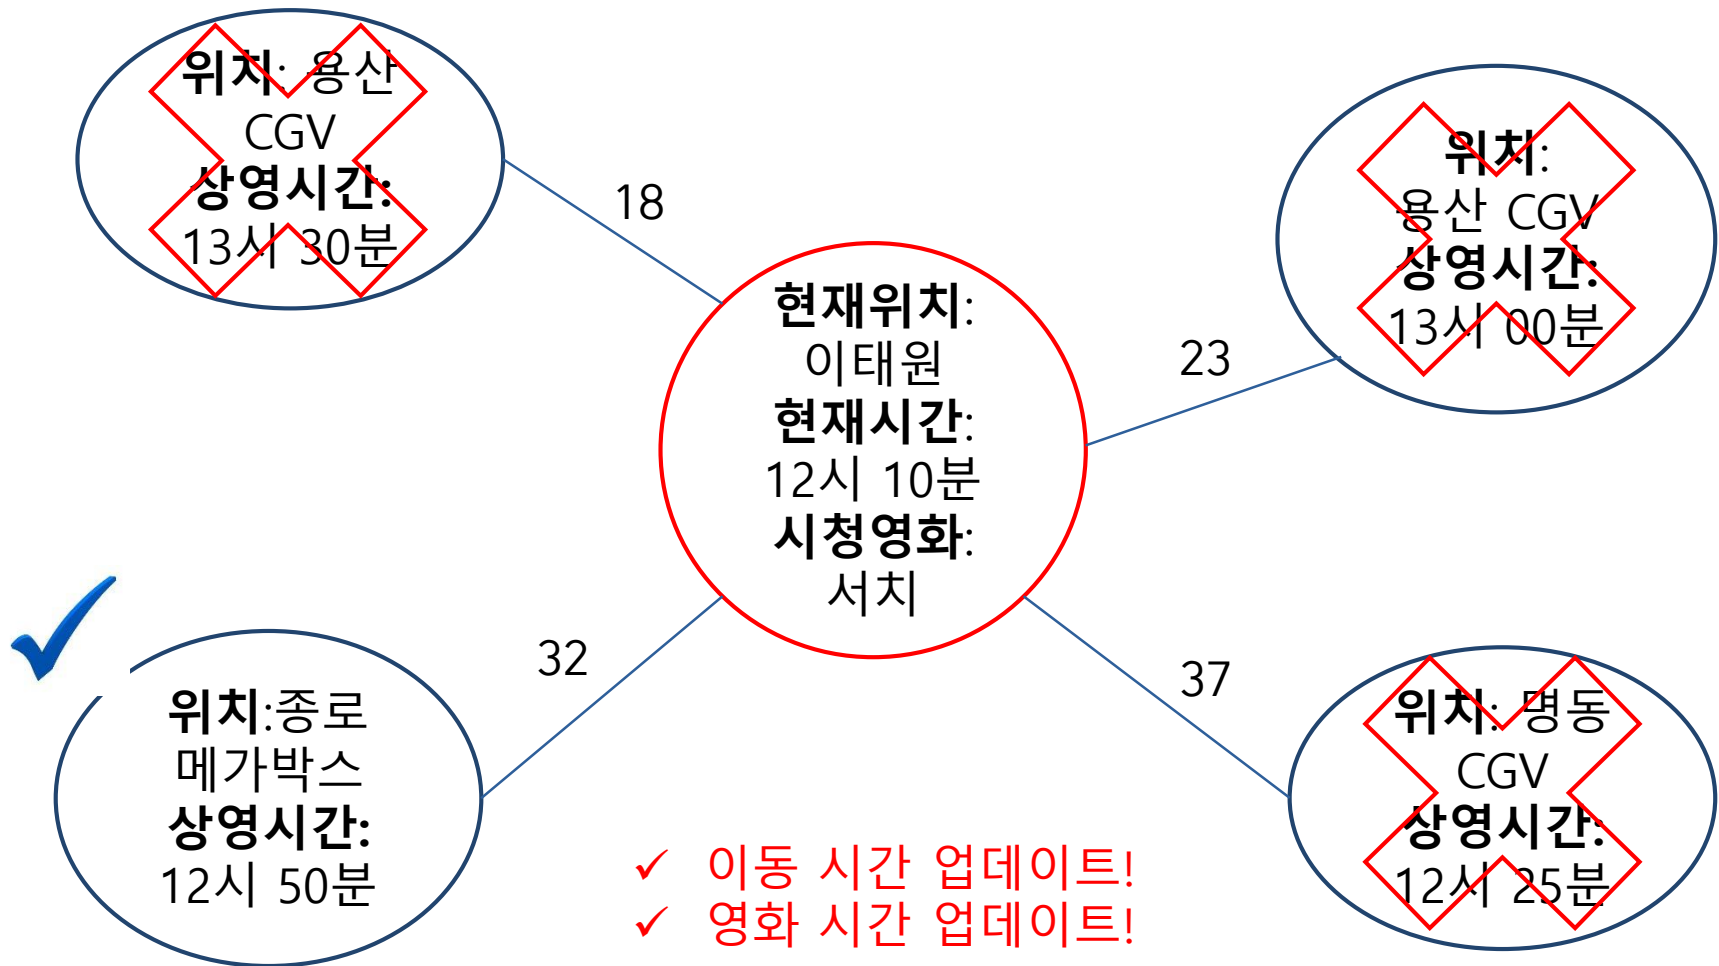 위치: 용산
CGV
상영시간:
13시 30분
18
위치:
용산 CGV
상영시간:
13시 00분
23
현재위치:
이태원
현재시간:
12시 10분
시청영화:
서치
32
위치:종로
메가박스
상영시간:
12시 50분
37
위치: 명동
CGV
상영시간:
12시 25분
✓ 이동 시간 업데이트!
✓ 영화 시간 업데이트!